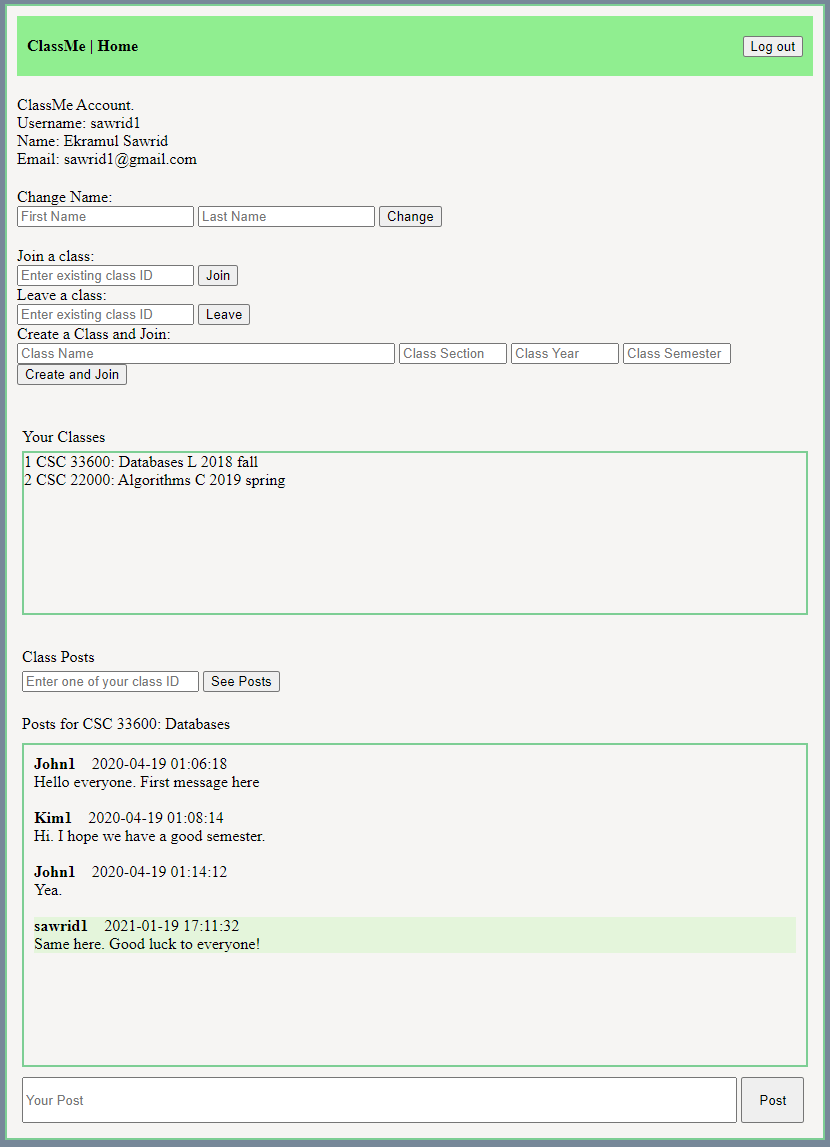 ClassMe | Home Log out
ClassMe Account.
Username: sawrid1
Name: Ekramul Sawrid
Email: sawrid1@gmail.com
Change Name:
First Name Last Name Change
Join a class:
Enter existing class ID Join
Leave a class:
Enter existing class ID Leave
Create a Class and Join:
Class Name Class Section Class Year Class Semester
Create and Join
Your Classes
1 CSC 33600: Databases L 2018 fall
2 CSC 22000: Algorithms C 2019 spring
Class Posts
Enter one of your class ID See Posts
Posts for CSC 33600: Databases
John1 2020-04-19 01:06:18
Hello everyone. First message here
Kim1 2020-04-19 01:08:14
Hi. I hope we have a good semester.
John1 2020-04-19 01:14:12
Yea.
sawrid1 2021-01-19 17:11:32
Same here. Good luck to everyone!
Your Post Post